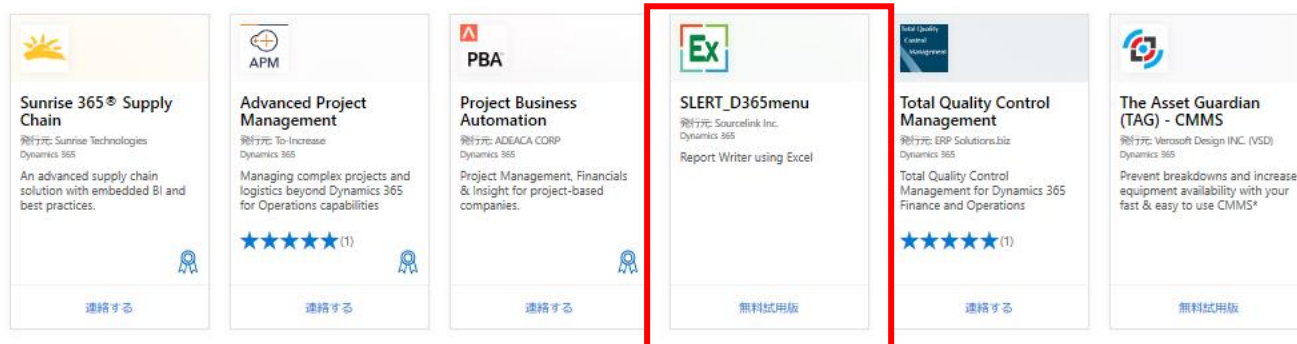 APM
PBA
Ex
Total Quality
Control
Management
Sunrise 365® Supply
Chain
発行元: Sunrise Technologies
Dynamics 365
An advanced supply chain
solution with embedded BI and
best practices.
連絡する
Advanced Project
Management
発行元: To-Increase
Dynamics 365
Managing complex projects and
logistics beyond Dynamics 365
for Operations capabilities
(1)
連絡する
Project Business
Automation
発行元: ADEACA CORP
Dynamics 365
Project Management, Financials
& Insight for project-based
companies.
連絡する
SLERT_D365menu
発行元: Sourcelink Inc.
Dynamics 365
Report Writer using Excel
無料試用版
Total Quality Control
Management
発行元: ERP Solutions.biz
Dynamics 365
Total Quality Control
Management for Dynamics 365
Finance and Operations
(1)
連絡する
The Asset Guardian
(TAG) - CMMS
発行元: Verosoft Design INC. (VSD)
Dynamics 365
Prevent breakdowns and increase
equipment availability with your
fast & easy to use CMMS*
無料試用版